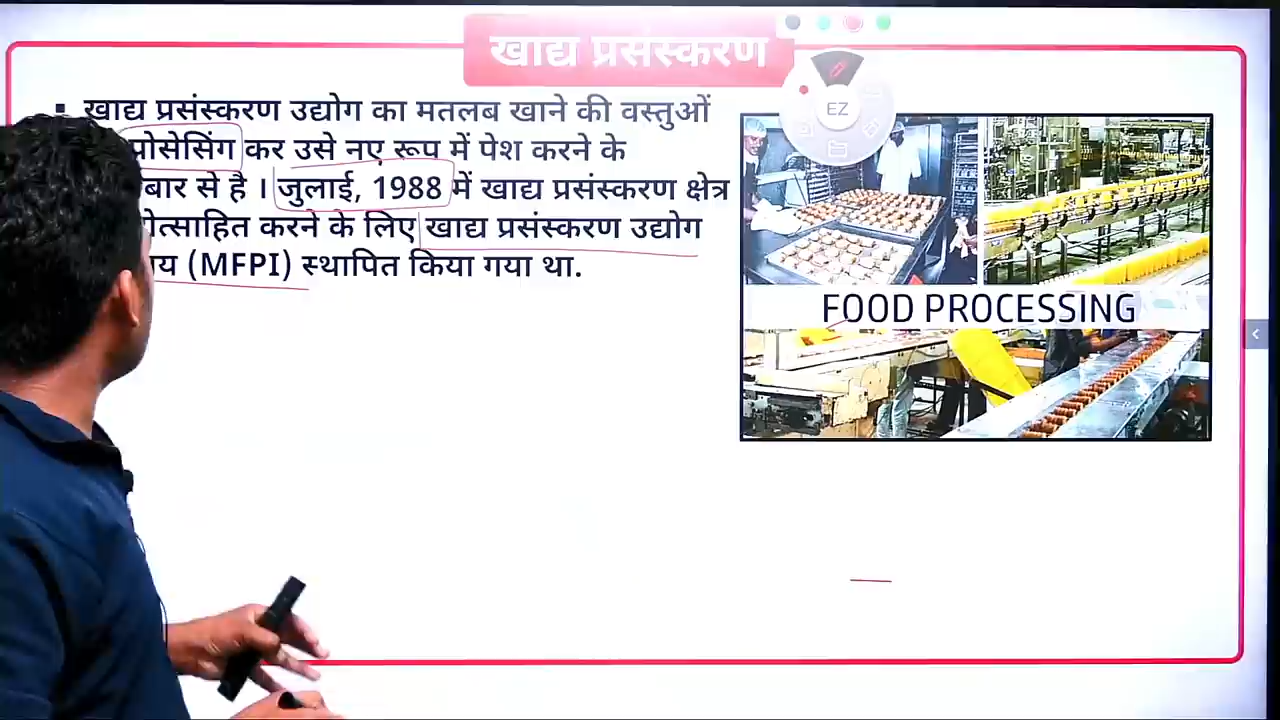 खाद्य प्रसंस्करण
खाद्य प्रसंस्करण उद्योग का मतलब खाने की वस्तुओं
प्रोसेसिंग कर उसे नए रूप में पेश करने के
से है । जुलाई, 1988 में खाद्य प्रसंस्करण क्षेत्र
करने के लिए खाद्य प्रसंस्करण उद्योग
(MFPI) स्थापित किया गया था.
EZ
FOOD PROCESSING